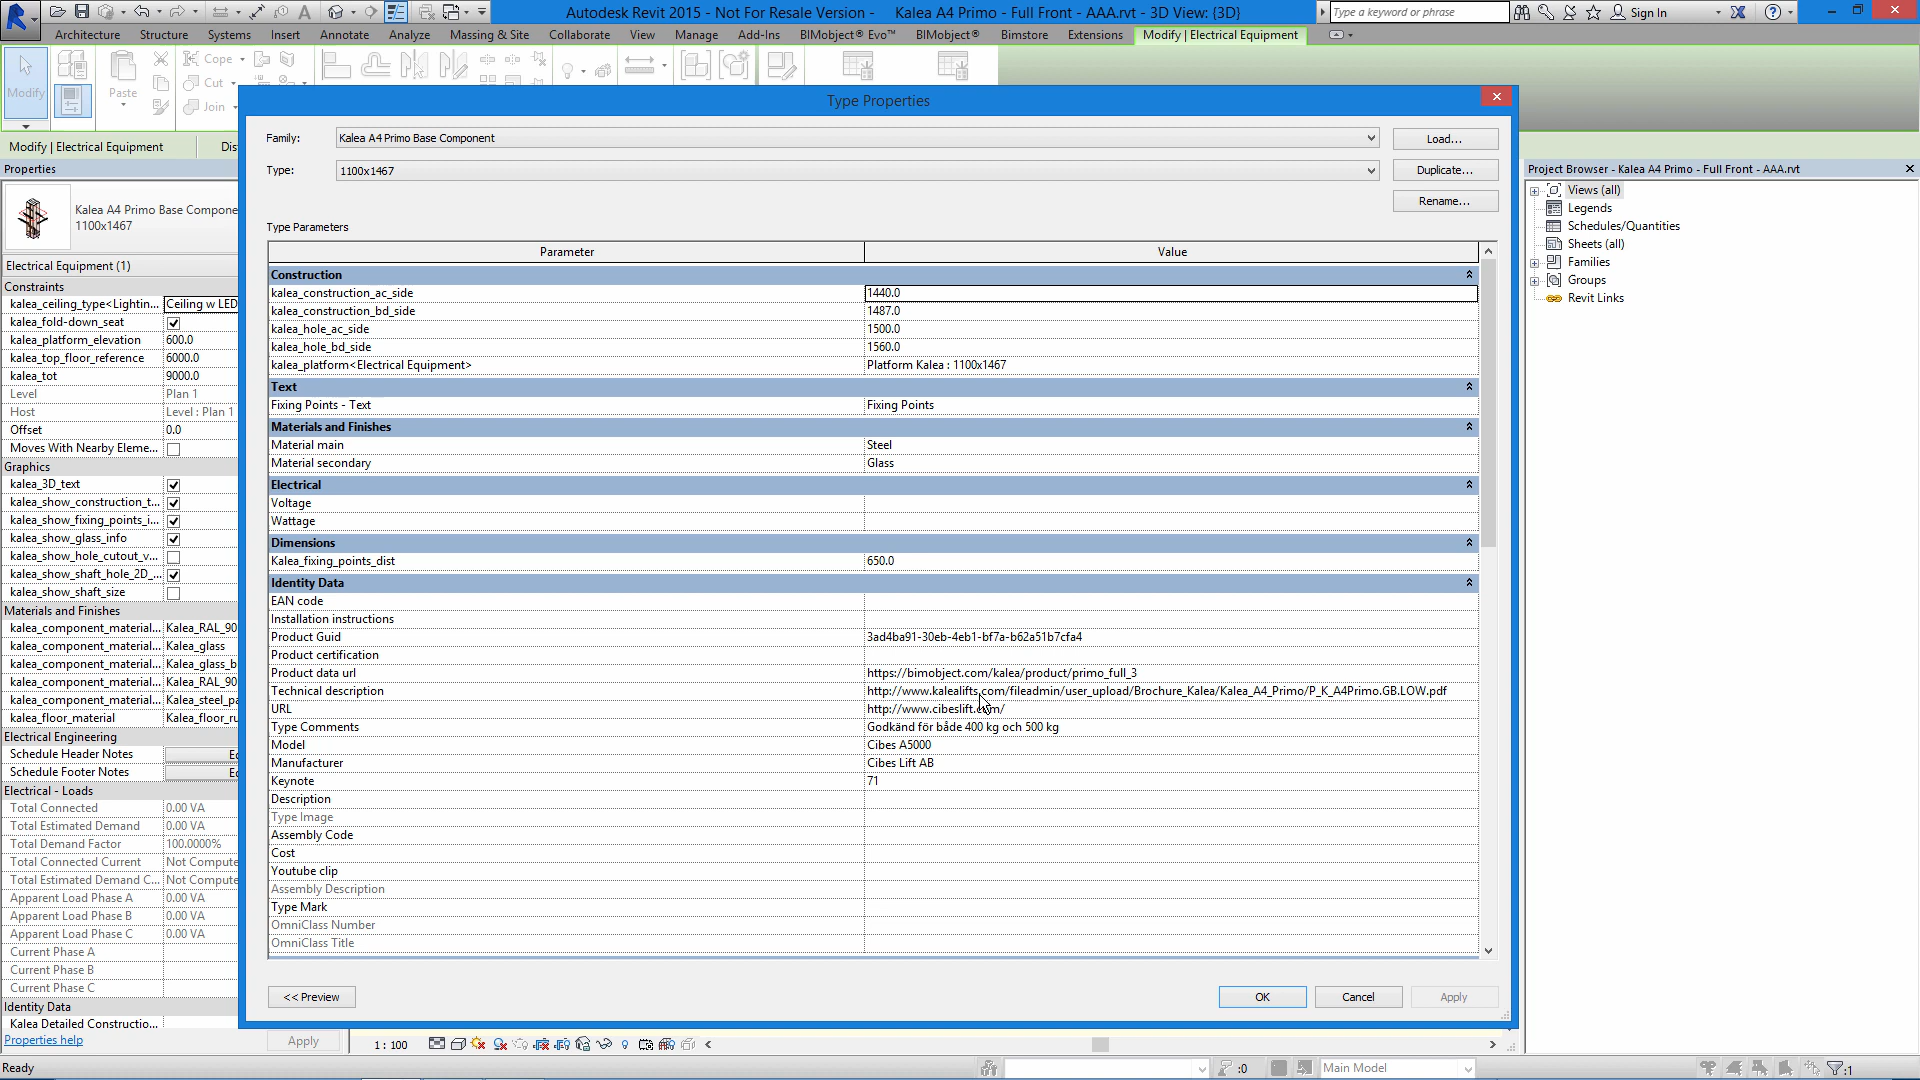 Autodesk Revit 2015 - Not For Resale Version - Kalea A4 Primo - Full Front - AAA.rvt - 3D View: {3D}
Type a keyword or phrase
Sign In
Architecture Structure Systems Insert Annotate Analyze Massing & Site Collaborate View Manage Add-Ins BIMobject® Evo™ BIMobject® Bimstore Extensions Modify | Electrical Equipment
Modify
Paste
Cope
Cut
Join
Modify | Electrical Equipment
Properties
Kalea A4 Primo Base Compone
1100x1467
Electrical Equipment (1)
Constraints
kalea_ceiling_type<Lightin... Ceiling w LED
kalea_fold-down_seat
kalea_platform_elevation 600.0
kalea_top_floor_reference 6000.0
kalea_tot 9000.0
Level Plan 1
Host Level : Plan 1
Offset 0.0
Moves With Nearby Eleme...
Graphics
kalea_3D_text
kalea_show_construction_t...
kalea_show_fixing_points_i...
kalea_show_glass_info
kalea_show_hole_cutout_v...
kalea_show_shaft_hole_2D_...
kalea_show_shaft_size
Materials and Finishes
kalea_component_material... Kalea_RAL_90
kalea_component_material... Kalea_glass
kalea_component_material... Kalea_glass_b
kalea_component_material... Kalea_RAL_90
kalea_component_material... Kalea_steel_pa
kalea_floor_material Kalea_floor_ru
Electrical Engineering
Schedule Header Notes
Schedule Footer Notes
Electrical - Loads
Total Connected 0.00 VA
Total Estimated Demand 0.00 VA
Total Demand Factor 100.0000%
Total Connected Current Not Compute
Total Estimated Demand C... Not Compute
Apparent Load Phase A 0.00 VA
Apparent Load Phase B 0.00 VA
Apparent Load Phase C 0.00 VA
Current Phase A
Current Phase B
Current Phase C
Identity Data
Kalea Detailed Constructio...
Properties help
Apply
Type Properties
Family: Kalea A4 Primo Base Component Load...
Type: 1100x1467 Duplicate...
Rename...
Type Parameters
Parameter Value
Construction
kalea_construction_ac_side 1440.0
kalea_construction_bd_side 1487.0
kalea_hole_ac_side 1500.0
kalea_hole_bd_side 1560.0
kalea_platform<Electrical Equipment> Platform Kalea : 1100x1467
Text
Fixing Points - Text Fixing Points
Materials and Finishes
Material main Steel
Material secondary Glass
Electrical
Voltage
Wattage
Dimensions
Kalea_fixing_points_dist 650.0
Identity Data
EAN code
Installation instructions
Product Guid 3ad4ba91-30eb-4eb1-bf7a-b62a51b7cfa4
Product certification
Product data url https://bimobject.com/kalea/product/primo_full_3
Technical description http://www.kalealifts.com/fileadmin/user_upload/Brochure_Kalea/Kalea_A4_Primo/P_K_A4Primo.GB.LOW.pdf
URL http://www.cibeslift.com/
Type Comments Godkänd för både 400 kg och 500 kg
Model Cibes A5000
Manufacturer Cibes Lift AB
Keynote 71
Description
Type Image
Assembly Code
Cost
Youtube clip
Assembly Description
Type Mark
OmniClass Number
OmniClass Title
<< Preview OK Cancel Apply
Project Browser - Kalea A4 Primo - Full Front - AAA.rvt
Views (all)
Legends
Schedules/Quantities
Sheets (all)
Families
Groups
Revit Links
1 : 100
Ready
:0
Main Model
:1